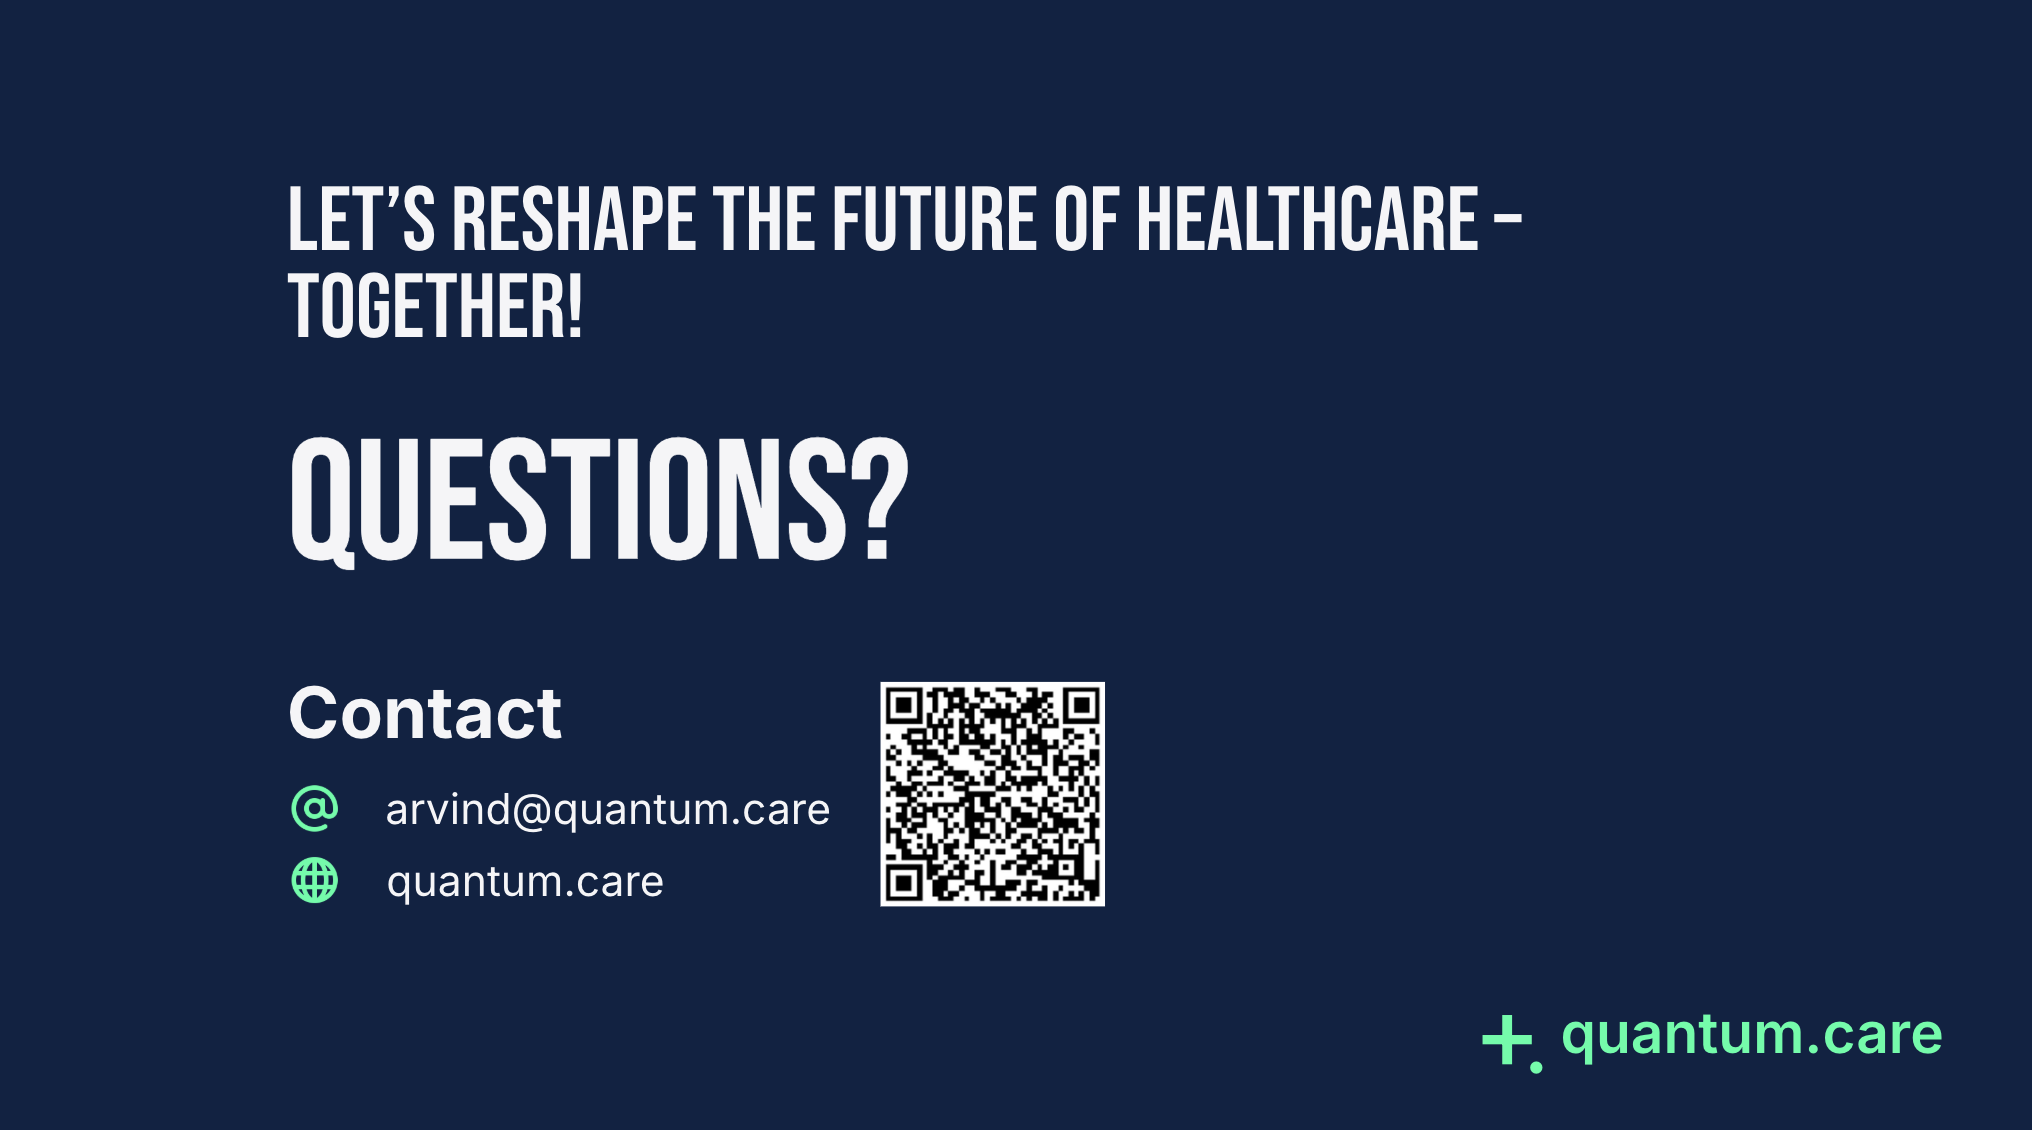 LET’S RESHAPE THE FUTURE OF HEALTHCARE –
TOGETHER!
QUESTIONS?
Contact
arvind@quantum.care
quantum.care
quantum.care